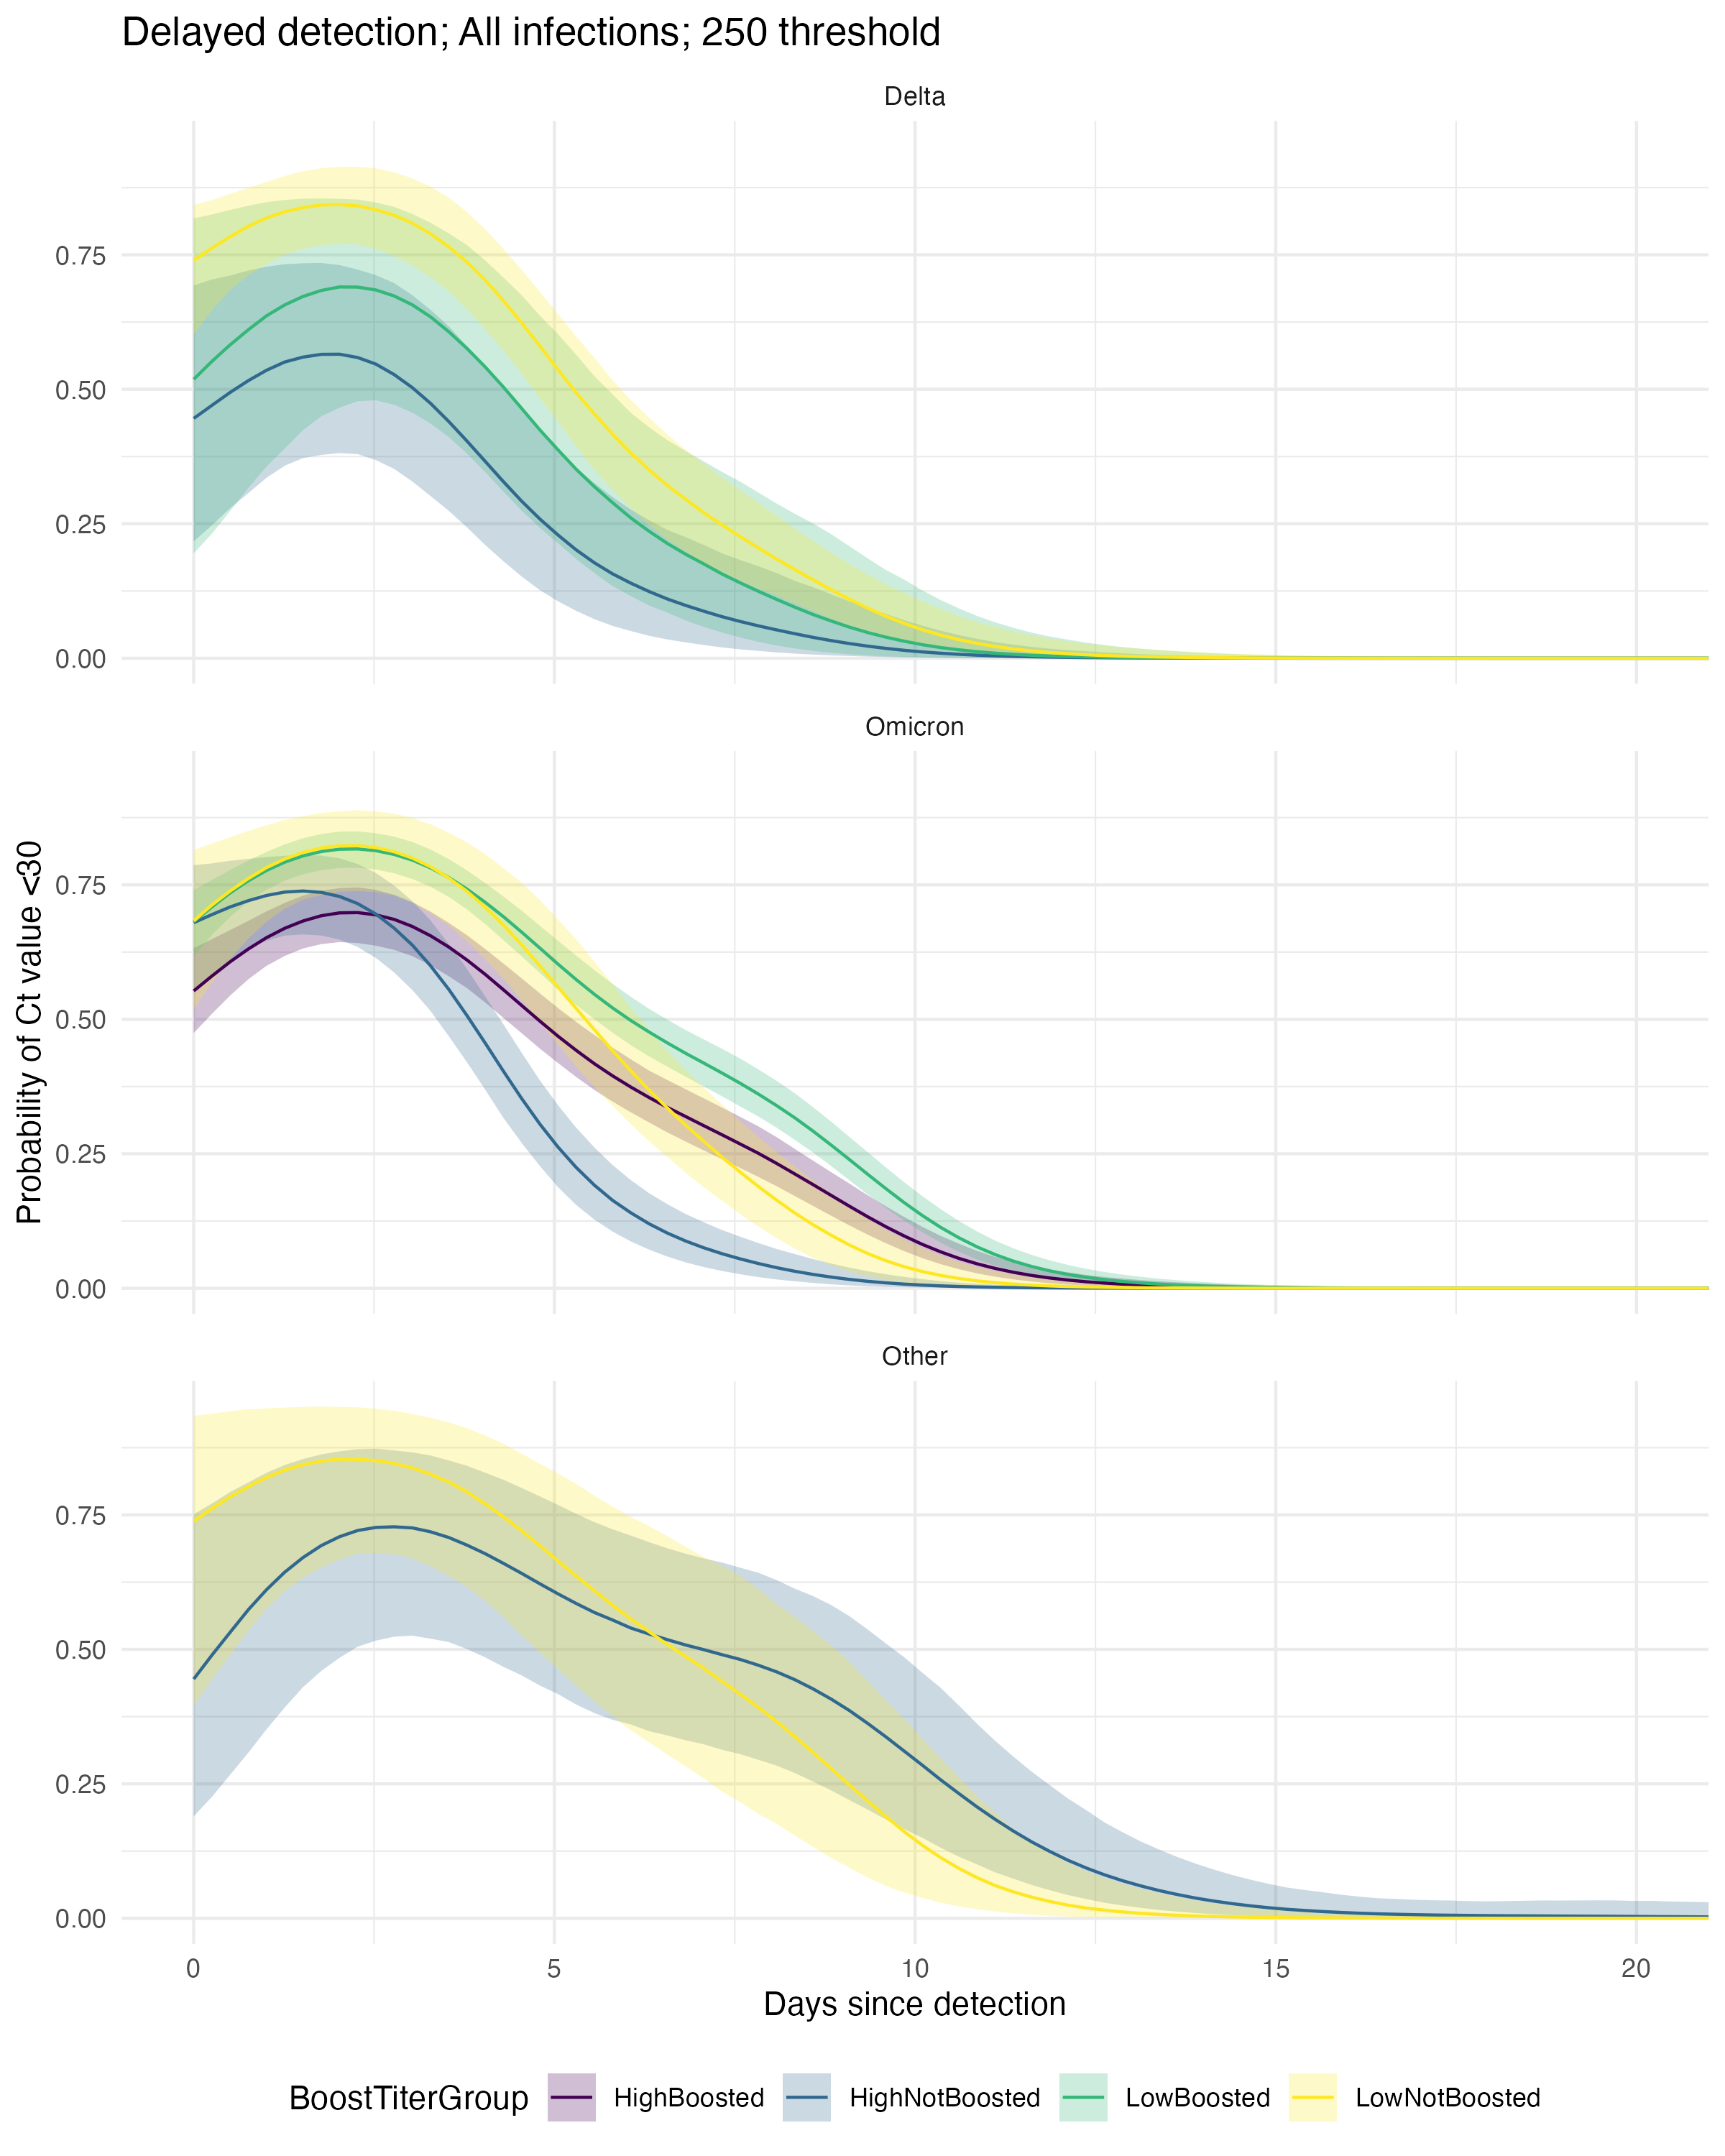 Delayed detection; All infections; 250 threshold
Delta
0.75
0.50
0.25
0.00
Omicron
0.75
0.50
0.25
0.00
Probability of Ct value <30
Other
0.75
0.50
0.25
0.00
0 5 10 15 20
Days since detection
BoostTiterGroup HighBoosted HighNotBoosted LowBoosted LowNotBoosted